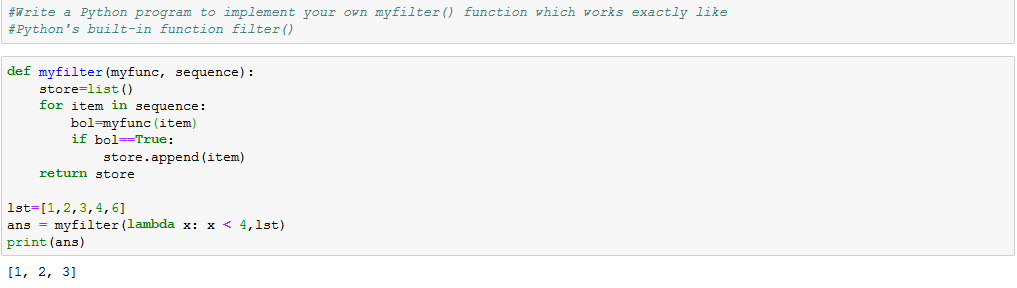 #Write a Python program to implement your own myfilter() function which works exactly like
#Python's built-in function filter()
def myfilter(myfunc, sequence):
    store=list()
    for item in sequence:
        bol=myfunc(item)
        if bol==True:
            store.append(item)
    return store

lst=[1,2,3,4,6]
ans = myfilter(lambda x: x < 4,lst)
print(ans)
[1, 2, 3]